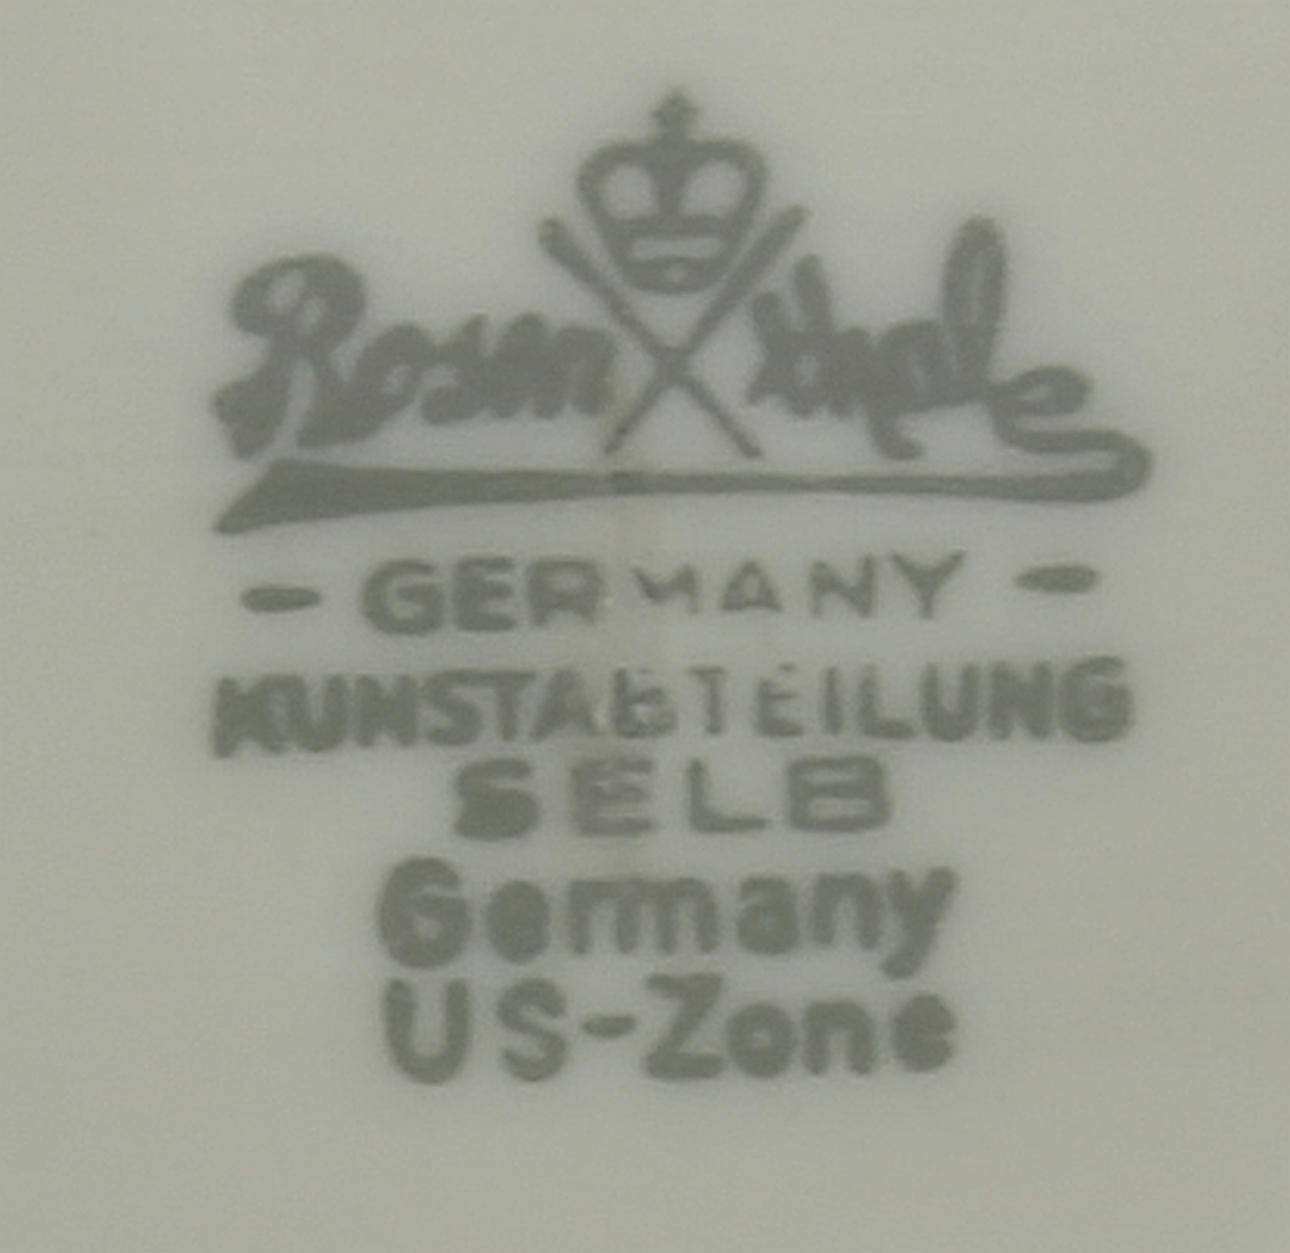 Rosenthal
- GERMANY -
KUNSTABTEILUNG
SELB
Germany
US-Zone